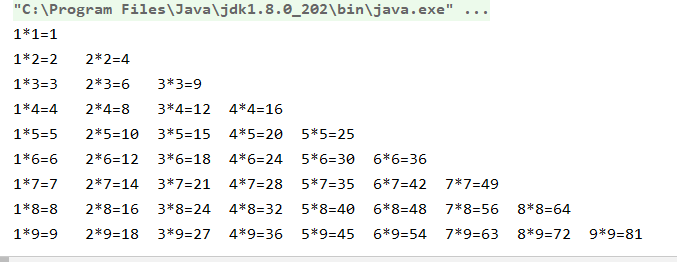 "C:\Program Files\Java\jdk1.8.0_202\bin\java.exe" ...
1*1=1
1*2=2 2*2=4
1*3=3 2*3=6 3*3=9
1*4=4 2*4=8 3*4=12 4*4=16
1*5=5 2*5=10 3*5=15 4*5=20 5*5=25
1*6=6 2*6=12 3*6=18 4*6=24 5*6=30 6*6=36
1*7=7 2*7=14 3*7=21 4*7=28 5*7=35 6*7=42 7*7=49
1*8=8 2*8=16 3*8=24 4*8=32 5*8=40 6*8=48 7*8=56 8*8=64
1*9=9 2*9=18 3*9=27 4*9=36 5*9=45 6*9=54 7*9=63 8*9=72 9*9=81